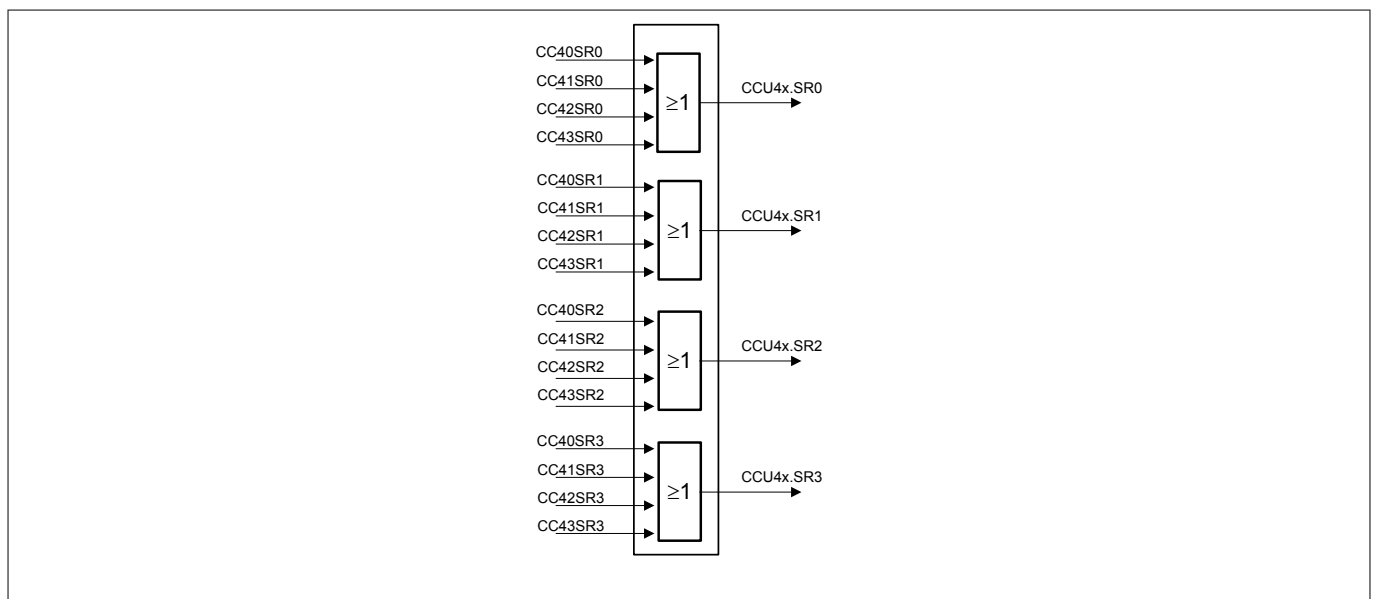 CC40SR0
CC41SR0
CC42SR0
CC43SR0
≥1
CCU4x.SR0
CC40SR1
CC41SR1
CC42SR1
CC43SR1
≥1
CCU4x.SR1
CC40SR2
CC41SR2
CC42SR2
CC43SR2
≥1
CCU4x.SR2
CC40SR3
CC41SR3
CC42SR3
CC43SR3
≥1
CCU4x.SR3